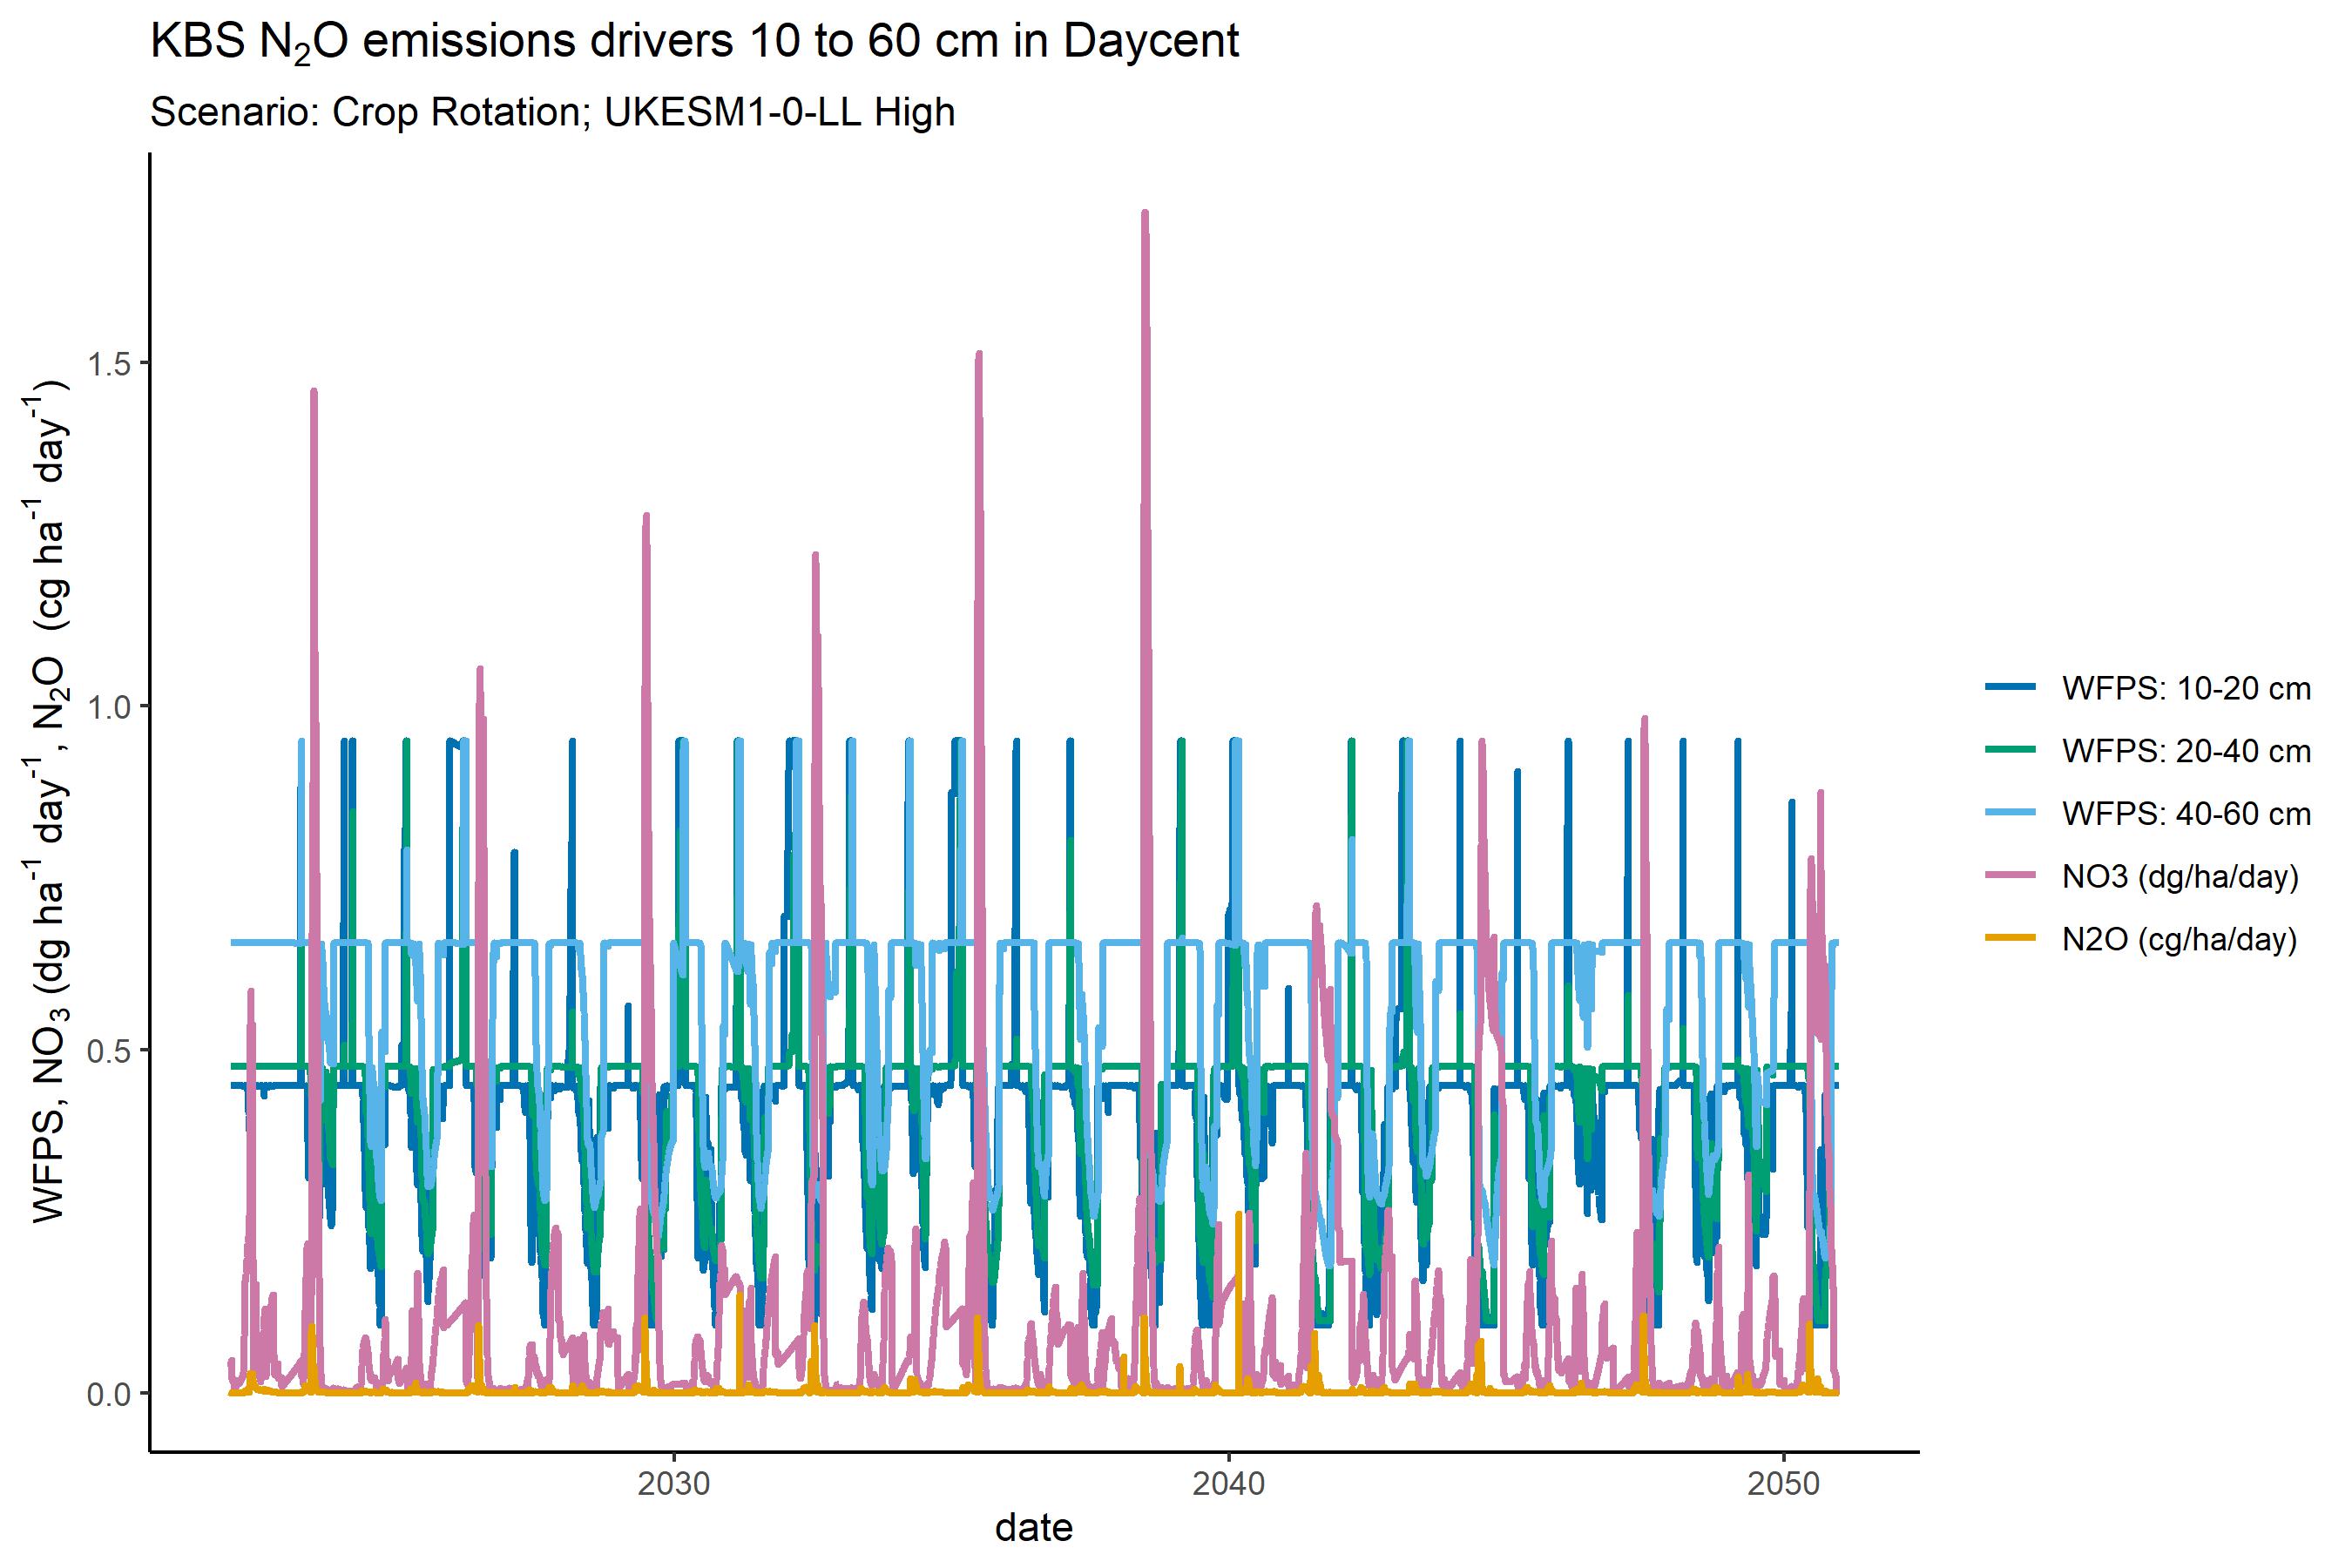 KBS N₂O emissions drivers 10 to 60 cm in Daycent
Scenario: Crop Rotation; UKESM1-0-LL High
WFPS, NO₃ (dg ha⁻¹ day⁻¹, N₂O (cg ha⁻¹ day⁻¹)
1.5
1.0
0.5
0.0
2030
2040
2050
date
WFPS: 10-20 cm
WFPS: 20-40 cm
WFPS: 40-60 cm
NO3 (dg/ha/day)
N2O (cg/ha/day)